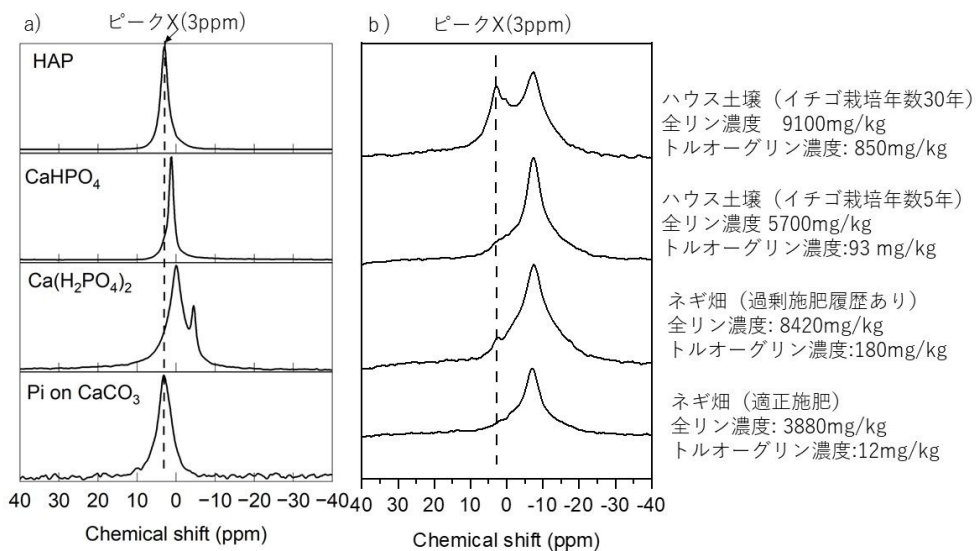 a)
ピークX(3ppm)
HAP
CaHPO4
Ca(H2PO4)2
Pi on CaCO3
40 30 20 10 0 −10 −20 −30 −40
Chemical shift (ppm)
b)
ピークX(3ppm)
40 30 20 10 0 -10 -20 -30 -40
Chemical shift (ppm)
ハウス土壌（イチゴ栽培年数30年）
全リン濃度　9100mg/kg
トルオーグリン濃度: 850mg/kg
ハウス土壌（イチゴ栽培年数5年）
全リン濃度 5700mg/kg
トルオーグリン濃度:93 mg/kg
ネギ畑（過剰施肥履歴あり）
全リン濃度: 8420mg/kg
トルオーグリン濃度:180mg/kg
ネギ畑（適正施肥）
全リン濃度: 3880mg/kg
トルオーグリン濃度:12mg/kg